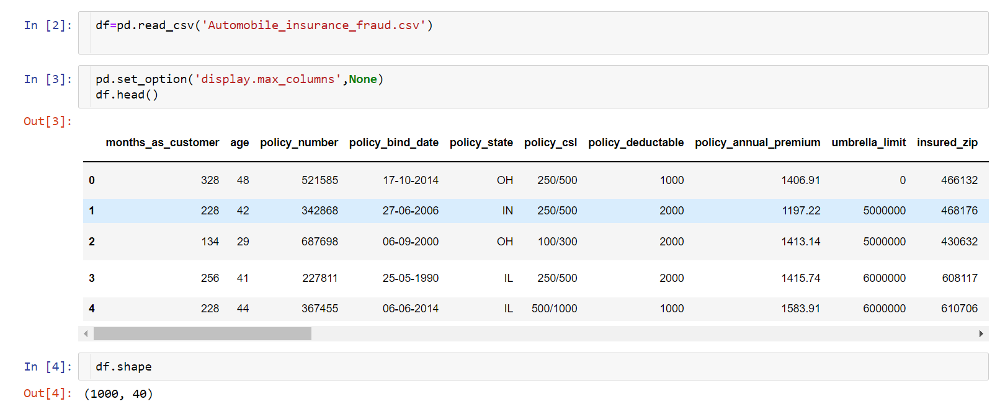 In [2]: df=pd.read_csv('Automobile_insurance_fraud.csv')
In [3]: pd.set_option('display.max_columns',None)
df.head()
Out[3]:
months_as_customer age policy_number policy_bind_date policy_state policy_csl policy_deductable policy_annual_premium umbrella_limit insured_zip
0 328 48 521585 17-10-2014 OH 250/500 1000 1406.91 0 466132
1 228 42 342868 27-06-2006 IN 250/500 2000 1197.22 5000000 468176
2 134 29 687698 06-09-2000 OH 100/300 2000 1413.14 5000000 430632
3 256 41 227811 25-05-1990 IL 250/500 2000 1415.74 6000000 608117
4 228 44 367455 06-06-2014 IL 500/1000 1000 1583.91 6000000 610706
In [4]: df.shape
Out[4]: (1000, 40)